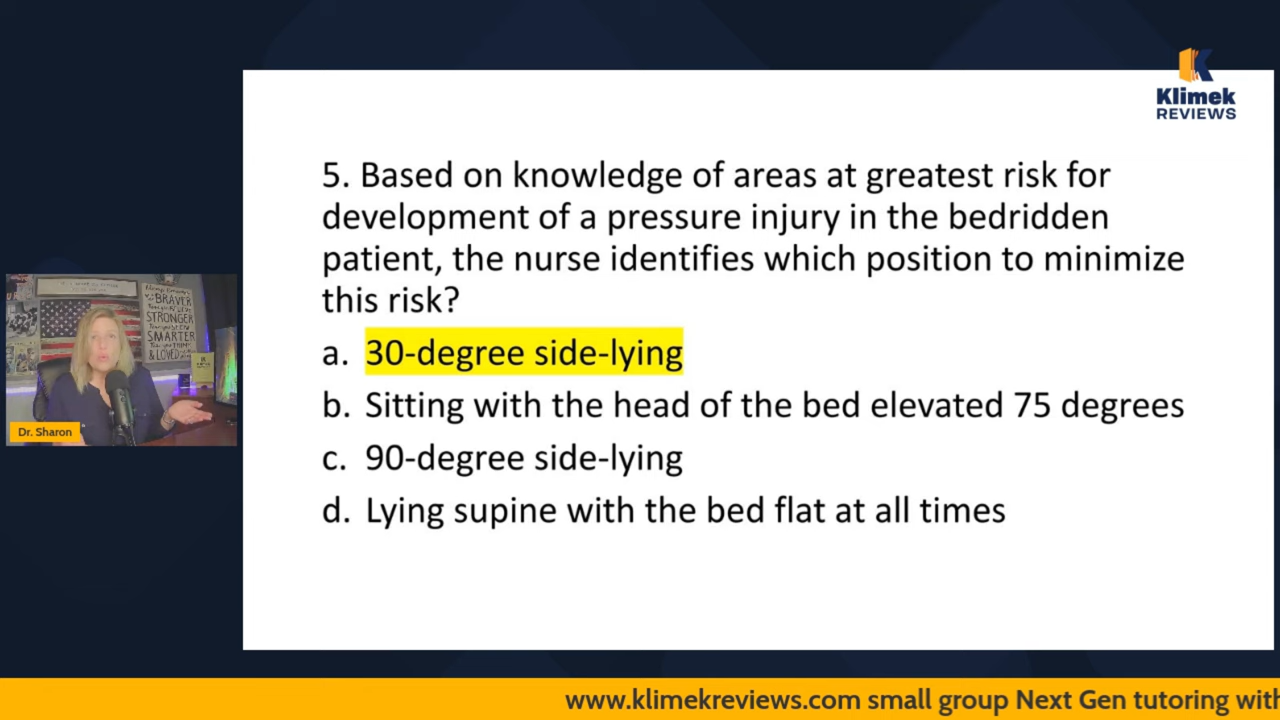 Klimek
REVIEWS
5. Based on knowledge of areas at greatest risk for
development of a pressure injury in the bedridden
patient, the nurse identifies which position to minimize
this risk?
a. 30-degree side-lying
b. Sitting with the head of the bed elevated 75 degrees
c. 90-degree side-lying
d. Lying supine with the bed flat at all times
BRAVER
STRONGER
SMARTER
& LOVED
Dr. Sharon
www.klimekreviews.com small group Next Gen tutoring with